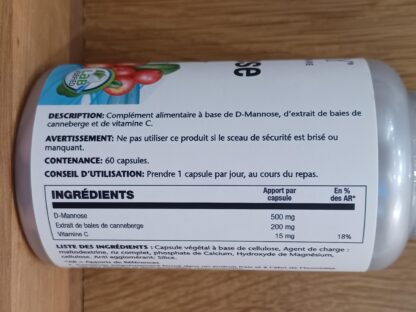 se
DESCRIPTION: Complément alimentaire à base de D-Mannose, d'extrait de baies de
canneberge et de vitamine C.
AVERTISSEMENT: Ne pas utiliser ce produit si le sceau de sécurité est brisé ou
manquant.
CONTENANCE: 60 capsules.
CONSEIL D'UTILISATION: Prendre 1 capsule par jour, au cours du repas.
INGRÉDIENTS Apport par capsule En % des AR*
D-Mannose 500 mg
Extrait de baies de canneberge 200 mg
Vitamine C 15 mg 18%
LISTE DES INGRÉDIENTS : Capsule végétal à base de cellulose, Agent de charge :
maltodextrine, riz complet, phosphate de Calcium, Hydroxyde de Magnésium,
cellulose. Anti agglomérant: Silice.